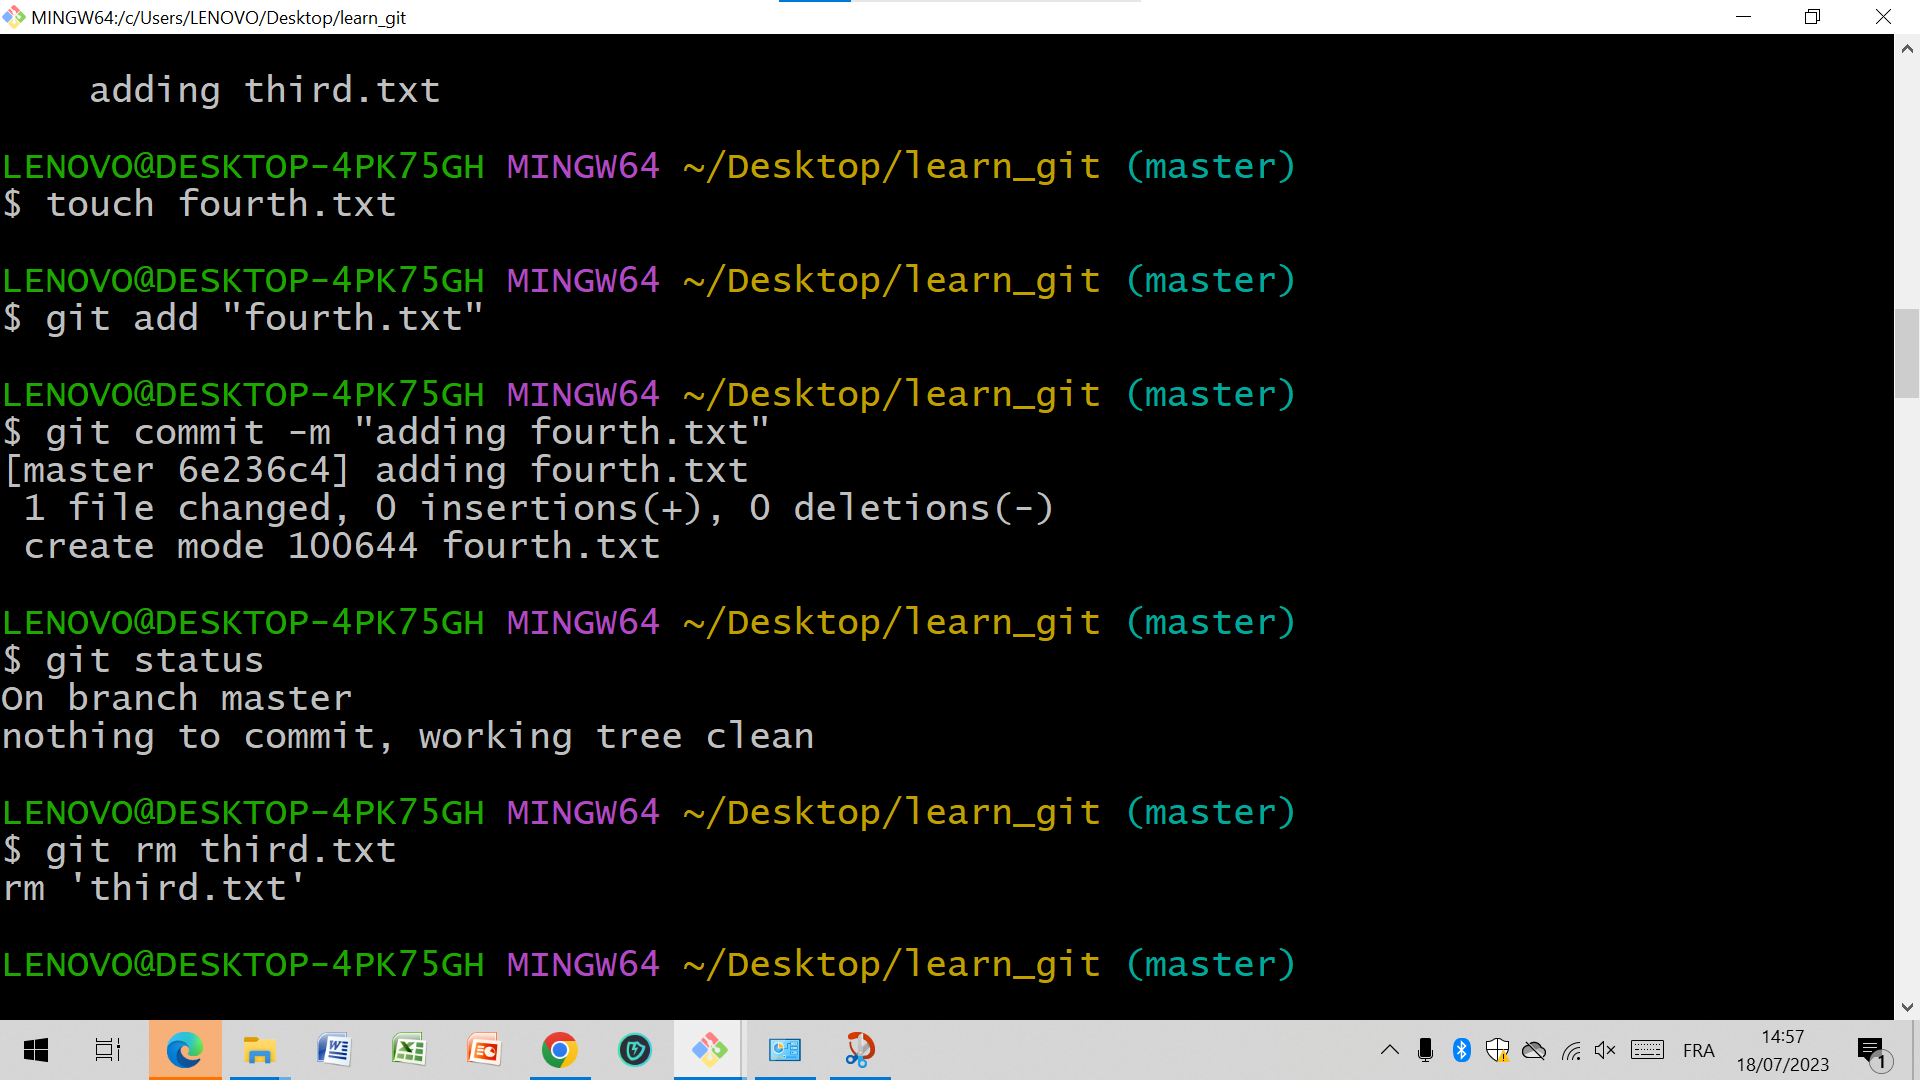 MINGW64:/c/Users/LENOVO/Desktop/learn_git
    adding third.txt
LENOVO@DESKTOP-4PK75GH MINGW64 ~/Desktop/learn_git (master)
$ touch fourth.txt
LENOVO@DESKTOP-4PK75GH MINGW64 ~/Desktop/learn_git (master)
$ git add "fourth.txt"
LENOVO@DESKTOP-4PK75GH MINGW64 ~/Desktop/learn_git (master)
$ git commit -m "adding fourth.txt"
[master 6e236c4] adding fourth.txt
 1 file changed, 0 insertions(+), 0 deletions(-)
 create mode 100644 fourth.txt
LENOVO@DESKTOP-4PK75GH MINGW64 ~/Desktop/learn_git (master)
$ git status
On branch master
nothing to commit, working tree clean
LENOVO@DESKTOP-4PK75GH MINGW64 ~/Desktop/learn_git (master)
$ git rm third.txt
rm 'third.txt'
LENOVO@DESKTOP-4PK75GH MINGW64 ~/Desktop/learn_git (master)
FRA
14:57
18/07/2023
1